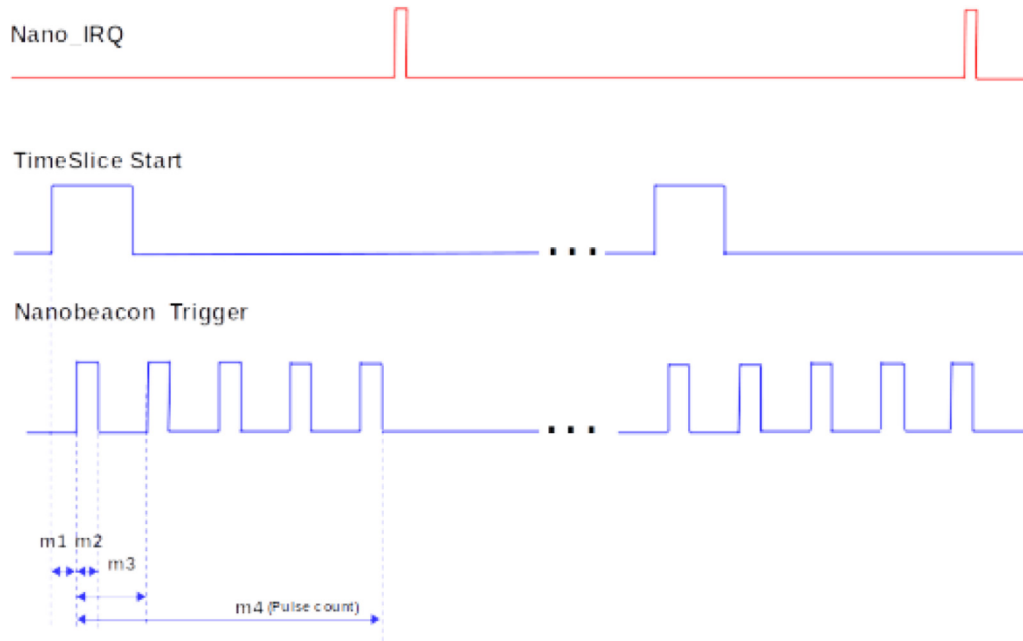 Nano_IRQ
TimeSlice Start
Nanobeacon Trigger
m1 m2
m3
m4 (Pulse count)